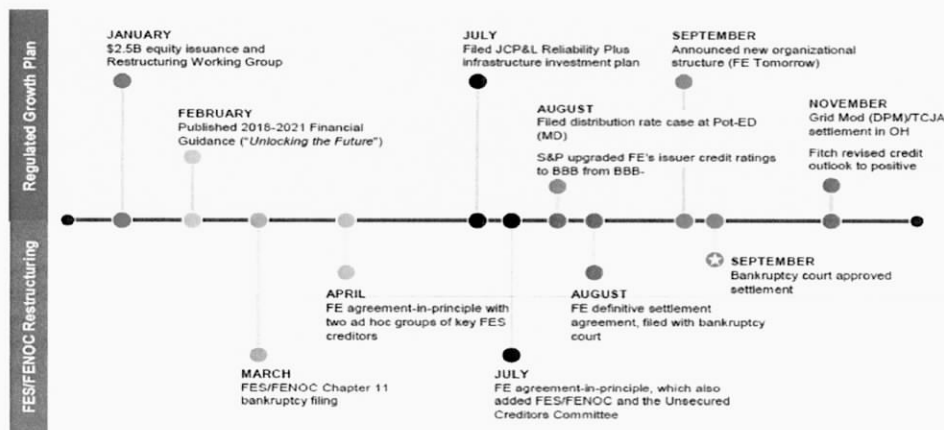 Regulated Growth Plan
JANUARY
$2.5B equity issuance and
Restructuring Working Group
FEBRUARY
Published 2018-2021 Financial
Guidance ("Unlocking the Future")
JULY
Filed JCP&L Reliability Plus
infrastructure investment plan
AUGUST
Filed distribution rate case at Pot-ED
(MD)
S&P upgraded FE's issuer credit ratings
to BBB from BBB-
SEPTEMBER
Announced new organizational
structure (FE Tomorrow)
NOVEMBER
Grid Mod (DPM)/TCJA
settlement in OH
Fitch revised credit
outlook to positive
FES/FENOC Restructuring
MARCH
FES/FENOC Chapter 11
bankruptcy filing
APRIL
FE agreement-in-principle with
two ad hoc groups of key FES
creditors
JULY
FE agreement-in-principle, which also
added FES/FENOC and the Unsecured
Creditors Committee
AUGUST
FE definitive settlement
agreement, filed with bankruptcy
court
SEPTEMBER
Bankruptcy court approved
settlement